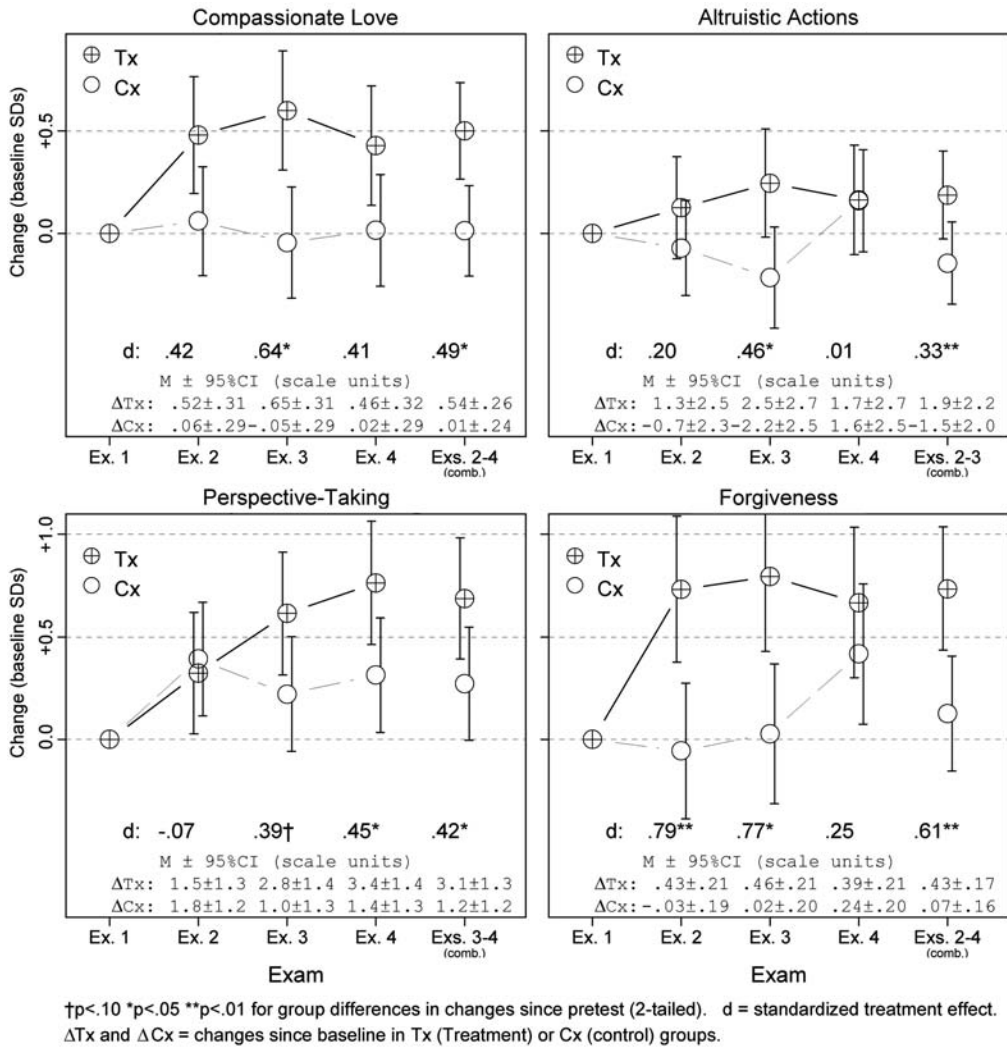 Compassionate Love
Altruistic Actions
Change (baseline SDs)
+0.5
0.0
Tx
Cx
d: .42 .64* .41 .49*
M ± 95%CI (scale units)
ΔTx: .52±.31 .65±.31 .46±.32 .54±.26
ΔCx: .06±.29 -.05±.29 .02±.29 .01±.24
Ex. 1 Ex. 2 Ex. 3 Ex. 4 Exs. 2-4
(comb.)
Tx
Cx
d: .20 .46* .01 .33**
M ± 95%CI (scale units)
ΔTx: 1.3±2.5 2.5±2.7 1.7±2.7 1.9±2.2
ΔCx: -0.7±2.3 -2.2±2.5 1.6±2.5 -1.5±2.0
Ex. 1 Ex. 2 Ex. 3 Ex. 4 Exs. 2-3
(comb.)
Perspective-Taking
Forgiveness
Change (baseline SDs)
+1.0
+0.5
0.0
Tx
Cx
d: -.07 .39† .45* .42*
M ± 95%CI (scale units)
ΔTx: 1.5±1.3 2.8±1.4 3.4±1.4 3.1±1.3
ΔCx: 1.8±1.2 1.0±1.3 1.4±1.3 1.2±1.2
Ex. 1 Ex. 2 Ex. 3 Ex. 4 Exs. 3-4
(comb.)
Exam
Tx
Cx
d: .79** .77* .25 .61**
M ± 95%CI (scale units)
ΔTx: .43±.21 .46±.21 .39±.21 .43±.17
ΔCx: -.03±.19 .02±.20 .24±.20 .07±.16
Ex. 1 Ex. 2 Ex. 3 Ex. 4 Exs. 2-4
(comb.)
Exam
†p<.10 *p<.05 **p<.01 for group differences in changes since pretest (2-tailed). d = standardized treatment effect.
ΔTx and ΔCx = changes since baseline in Tx (Treatment) or Cx (control) groups.